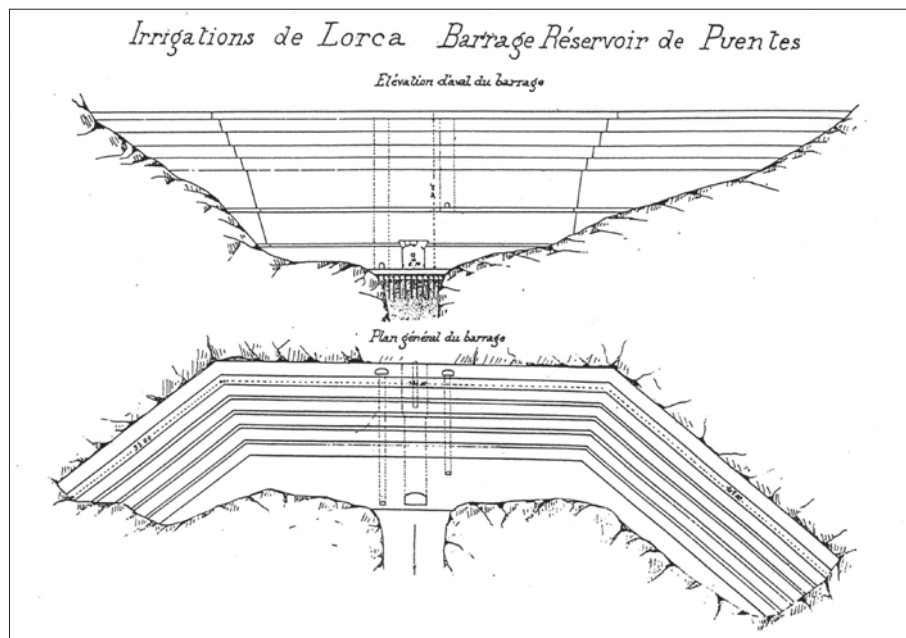 Irrigations de Lorca Barrage Réservoir de Puentes
Elévation d'aval du barrage
Plan général du barrage